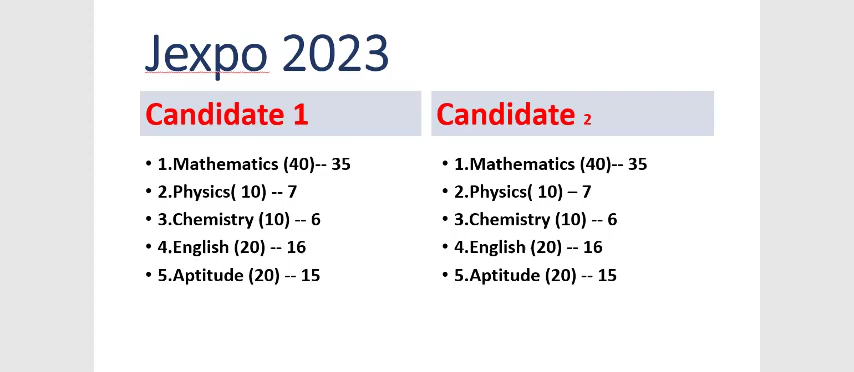 Jexpo 2023
Candidate 1
• 1.Mathematics (40)-- 35
• 2.Physics( 10) -- 7
• 3.Chemistry (10) -- 6
• 4.English (20) -- 16
• 5.Aptitude (20) -- 15
Candidate 2
• 1.Mathematics (40)-- 35
• 2.Physics( 10) – 7
• 3.Chemistry (10) -- 6
• 4.English (20) -- 16
• 5.Aptitude (20) -- 15